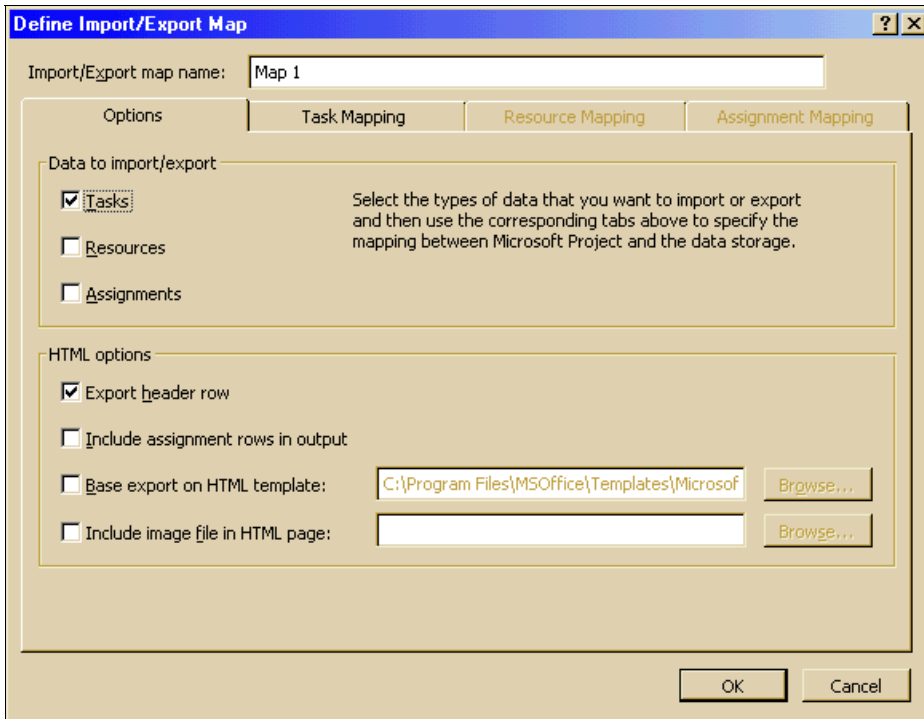 Define Import/Export Map
Import/Export map name: Map 1
Options Task Mapping Resource Mapping Assignment Mapping
Data to import/export
Tasks
Select the types of data that you want to import or export
and then use the corresponding tabs above to specify the
mapping between Microsoft Project and the data storage.
Resources
Assignments
HTML options
Export header row
Include assignment rows in output
Base export on HTML template: C:\Program Files\MSOffice\Templates\Microsof Browse...
Include image file in HTML page: Browse...
OK Cancel